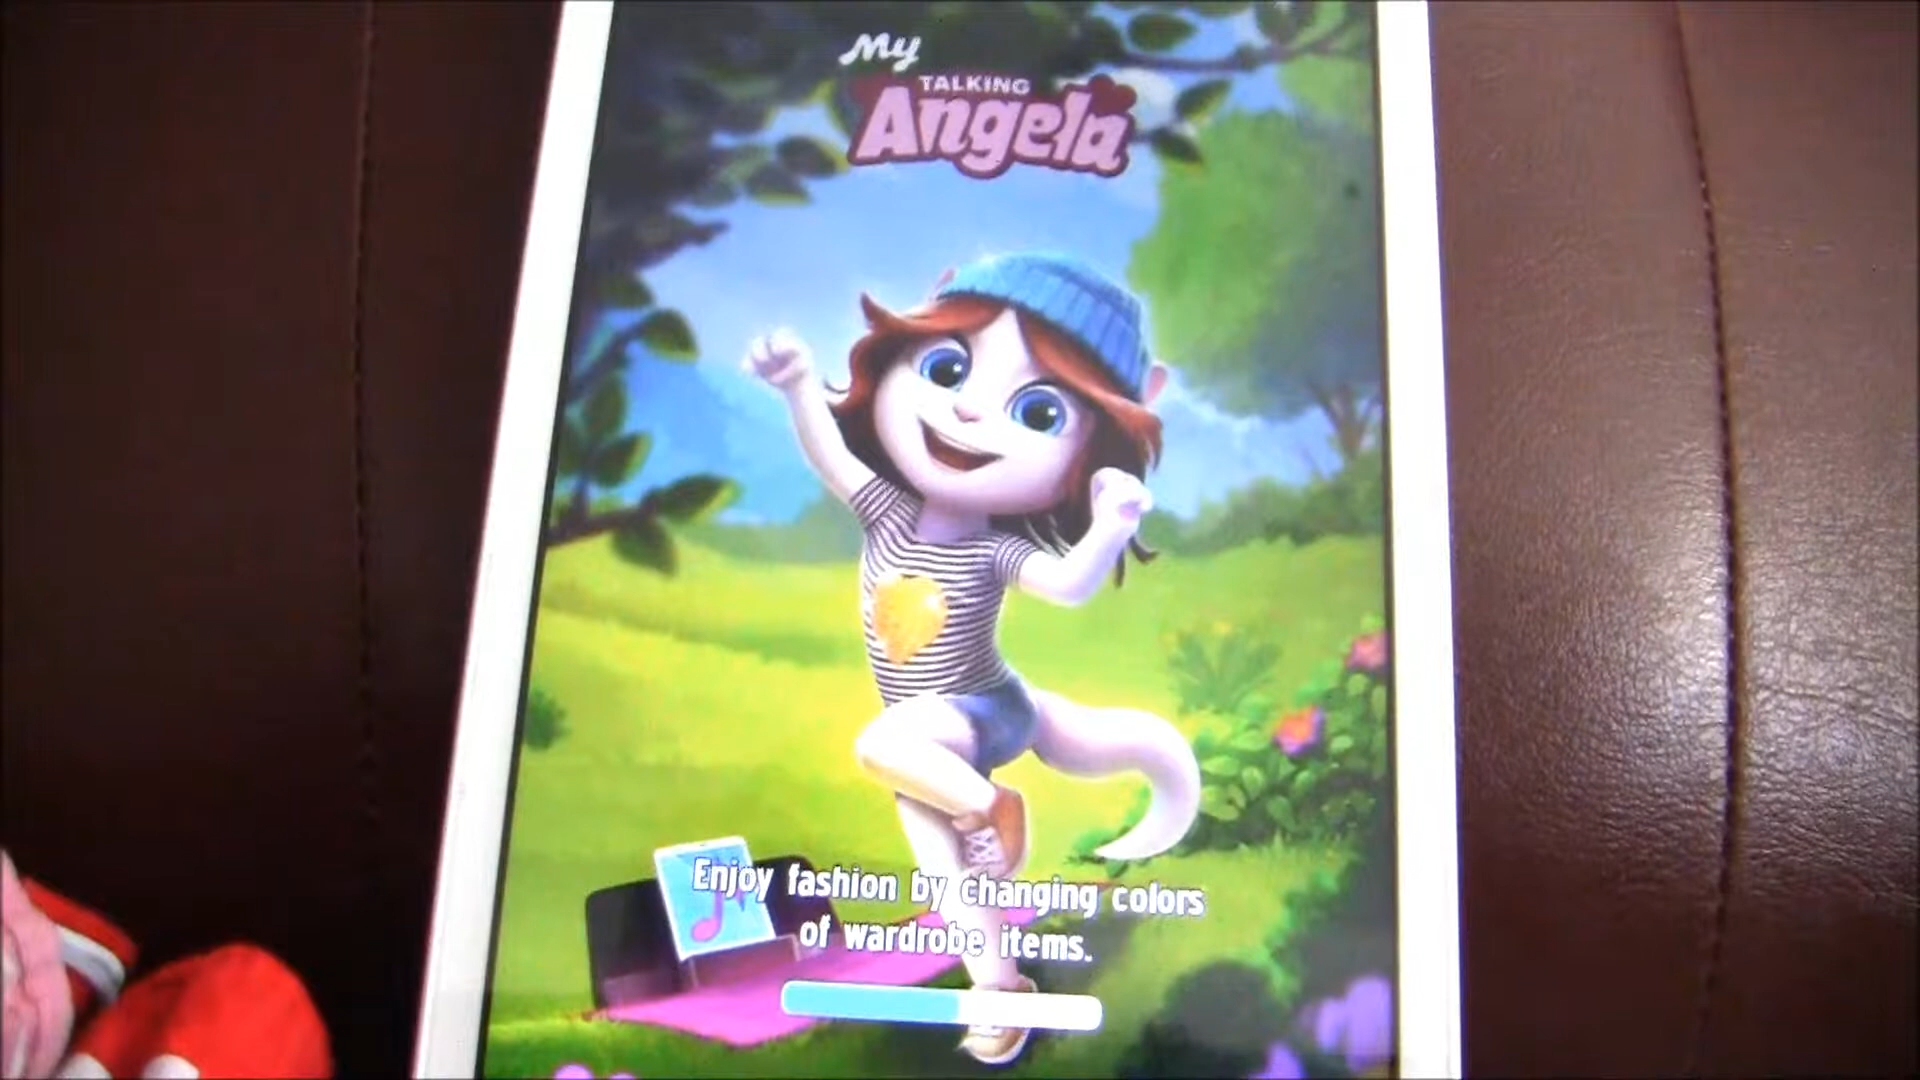 My
TALKING
Angela
Enjoy fashion by changing colors
of wardrobe items.